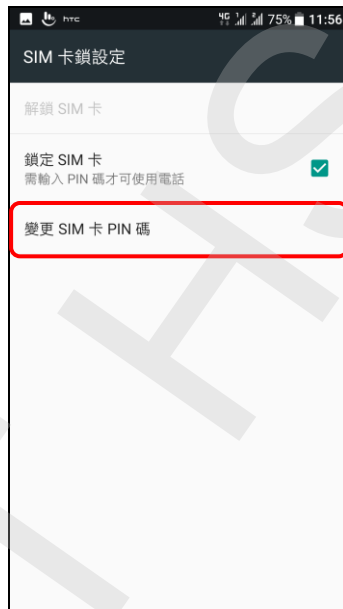 htc 4G 75% 11:56
SIM 卡鎖設定
解鎖 SIM 卡
鎖定 SIM 卡
需輸入 PIN 碼才可使用電話
變更 SIM 卡 PIN 碼